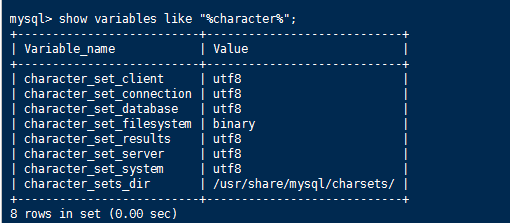 mysql> show variables like "%character%";
+--------------------------+----------------------------+
| Variable_name | Value |
+--------------------------+----------------------------+
| character_set_client | utf8 |
| character_set_connection | utf8 |
| character_set_database | utf8 |
| character_set_filesystem | binary |
| character_set_results | utf8 |
| character_set_server | utf8 |
| character_set_system | utf8 |
| character_sets_dir | /usr/share/mysql/charsets/ |
+--------------------------+----------------------------+
8 rows in set (0.00 sec)